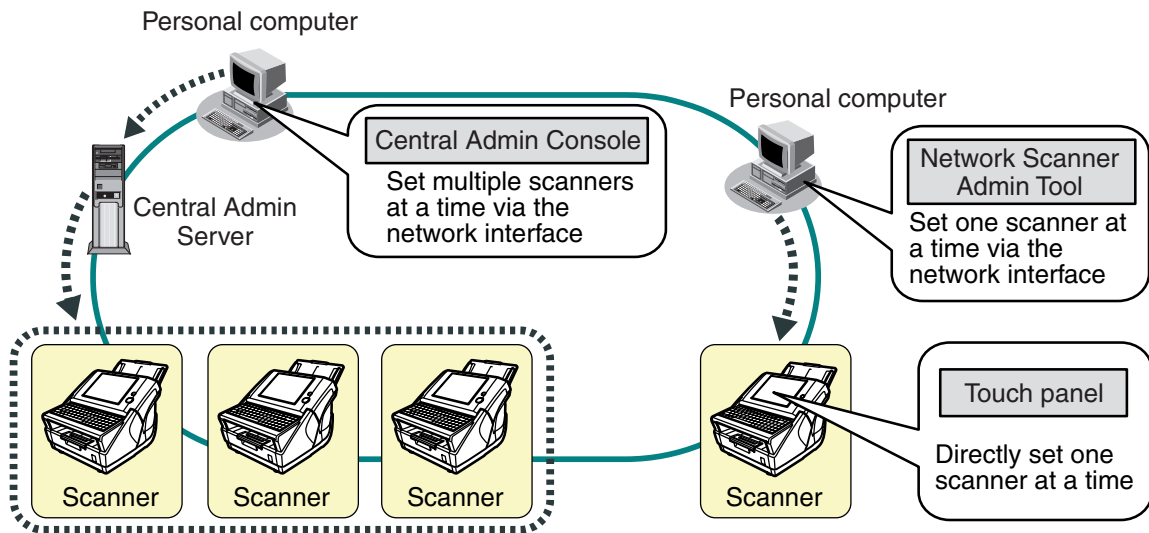 Personal computer
Central Admin Console
Set multiple scanners
at a time via the
network interface
Central Admin
Server
Personal computer
Network Scanner
Admin Tool
Set one scanner at
a time via the
network interface
Scanner
Scanner
Scanner
Scanner
Touch panel
Directly set one
scanner at a time